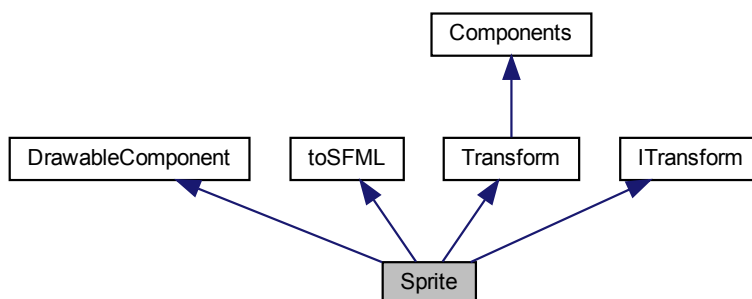 Components
DrawableComponent
toSFML
Transform
ITransform
Sprite